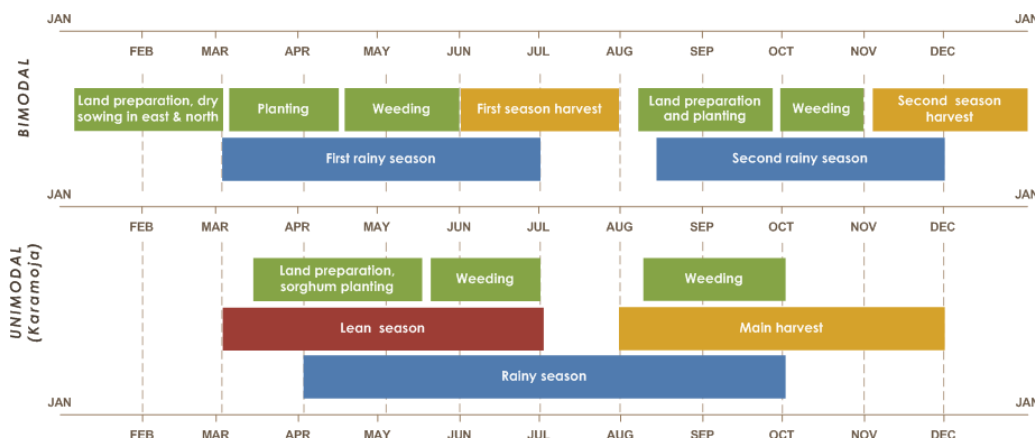 JAN JAN
FEB MAR APR MAY JUN JUL AUG SEP OCT NOV DEC
BIMODAL
Land preparation, dry
sowing in east & north
Planting
Weeding
First season harvest
Land preparation
and planting
Weeding
Second season
harvest
First rainy season
Second rainy season
JAN JAN
FEB MAR APR MAY JUN JUL AUG SEP OCT NOV DEC
UNIMODAL
(Karamoja)
Land preparation,
sorghum planting
Weeding
Weeding
Lean season
Main harvest
Rainy season
JAN JAN
FEB MAR APR MAY JUN JUL AUG SEP OCT NOV DEC